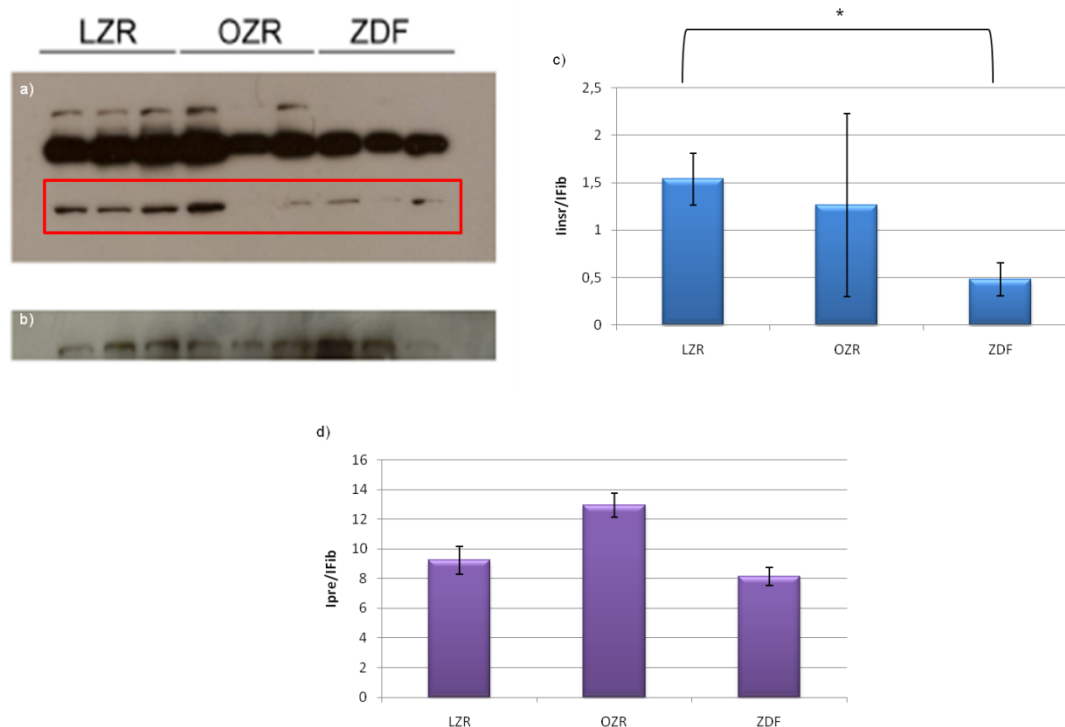 LZR OZR ZDF
a)
b)
c)
*
Iinsr/IFib
2,5
2
1,5
1
0,5
0
LZR OZR ZDF
d)
Ipre/IFib
16
14
12
10
8
6
4
2
0
LZR OZR ZDF